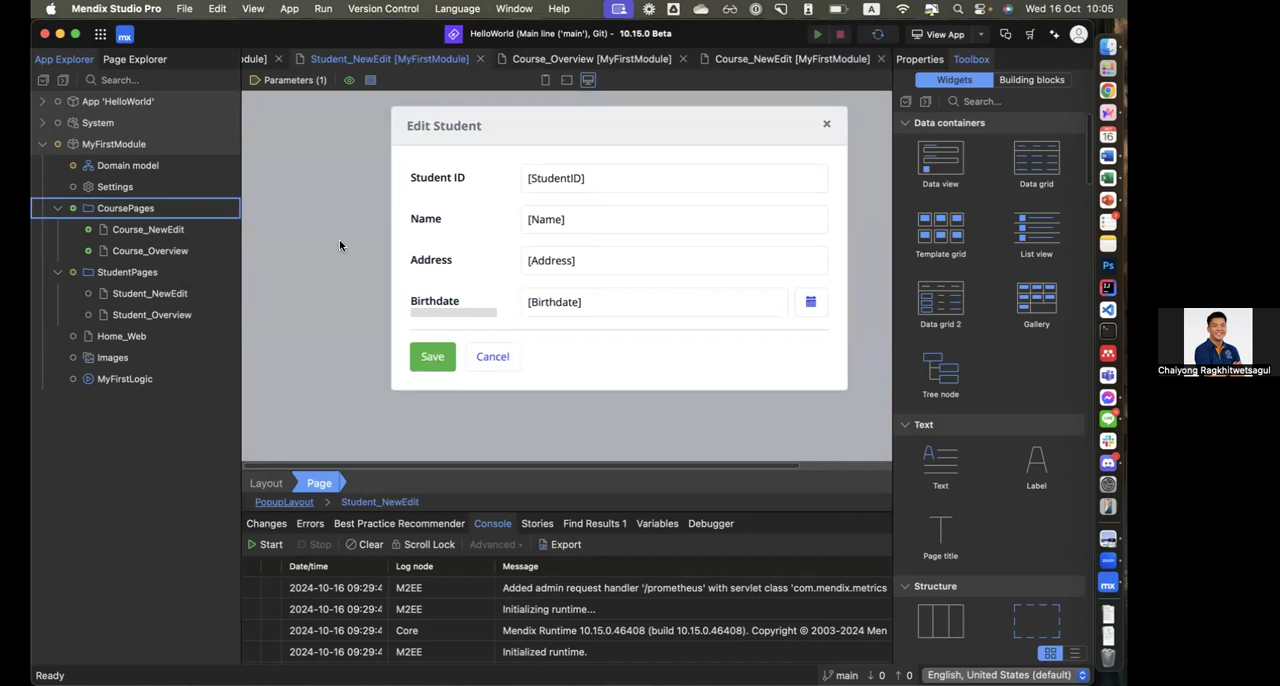 Mendix Studio Pro File Edit View App Run Version Control Language Window Help A Wed 16 Oct 10:05
mx HelloWorld (Main line ('main'), Git) - 10.15.0 Beta View App
App Explorer Page Explorer
dule] Student_NewEdit [MyFirstModule] Course_Overview [MyFirstModule] Course_NewEdit [MyFirstModule]
Properties Toolbox
Search...
Parameters (1)
Widgets Building blocks
Search...
App 'HelloWorld'
System
MyFirstModule
Domain model
Settings
CoursePages
Course_NewEdit
Course_Overview
StudentPages
Student_NewEdit
Student_Overview
Home_Web
Images
MyFirstLogic
Edit Student
Student ID [StudentID]
Name [Name]
Address [Address]
Birthdate [Birthdate]
Save Cancel
Data containers
Data view Data grid
Template grid List view
Data grid 2 Gallery
Tree node
Text
Text Label
Page title
Structure
Layout Page
PopupLayout > Student_NewEdit
Changes Errors Best Practice Recommender Console Stories Find Results 1 Variables Debugger
Start Stop Clear Scroll Lock Advanced Export
Date/time Log node Message
2024-10-16 09:29:4 M2EE Added admin request handler '/prometheus' with servlet class 'com.mendix.metrics
2024-10-16 09:29:4 M2EE Initializing runtime...
2024-10-16 09:29:4 Core Mendix Runtime 10.15.0.46408 (build 10.15.0.46408). Copyright © 2003-2024 Men
2024-10-16 09:29:4 M2EE Initialized runtime.
Ready main 0 0 English, United States (default)
Chaiyong Ragkhitwetsagul
16
Ps
mx